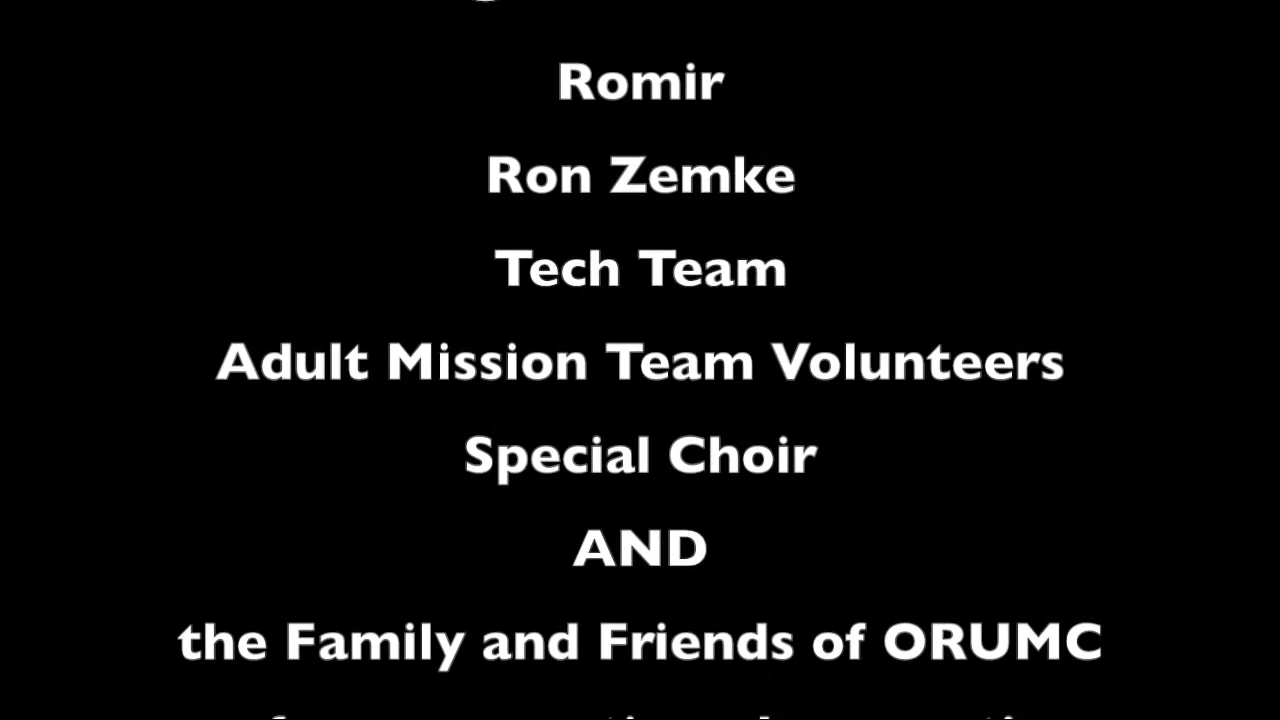 Romir
Ron Zemke
Tech Team
Adult Mission Team Volunteers
Special Choir
AND
the Family and Friends of ORUMC